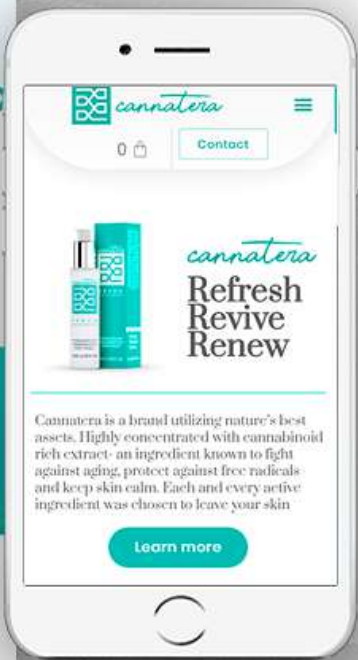 cannatera
0
Contact
cannatera
Refresh
Revive
Renew
Cannatera is a brand utilizing nature's best
assets. Highly concentrated with cannabinoid
rich extract- an ingredient known to fight
against aging, protect against free radicals
and keep skin calm. Each and every active
ingredient was chosen to leave your skin
Learn more